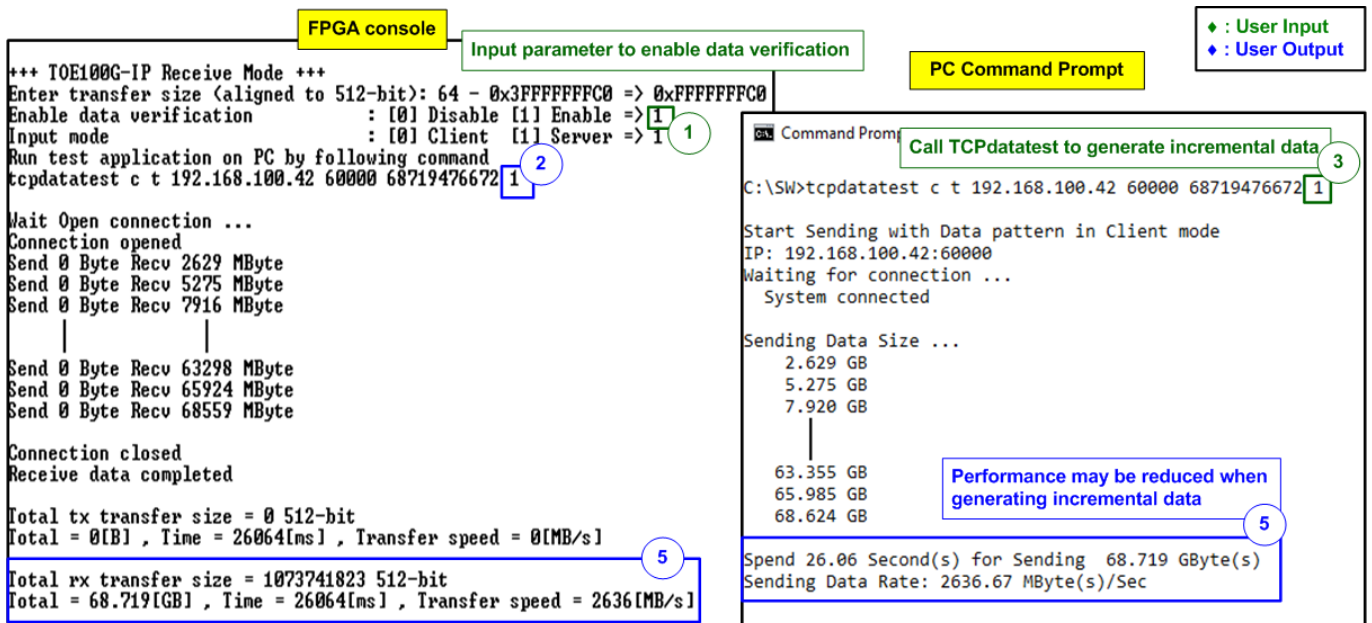 FPGA console
Input parameter to enable data verification
♦ : User Input
♦ : User Output
PC Command Prompt
+++ TOE100G-IP Receive Mode +++
Enter transfer size (aligned to 512-bit): 64 - 0x3FFFFFFFC0 => 0xFFFFFFFC0
Enable data verification : [0] Disable [1] Enable => 1
1
Input mode : [0] Client [1] Server => 1
Run test application on PC by following command
2
tcpdatatest c t 192.168.100.42 60000 68719476672 1
Wait Open connection ...
Connection opened
Send 0 Byte Recv 2629 MByte
Send 0 Byte Recv 5275 MByte
Send 0 Byte Recv 7916 MByte
Send 0 Byte Recv 63298 MByte
Send 0 Byte Recv 65924 MByte
Send 0 Byte Recv 68559 MByte
Connection closed
Receive data completed
Total tx transfer size = 0 512-bit
Total = 0[B] , Time = 26064[ms] , Transfer speed = 0[MB/s]
5
Total rx transfer size = 1073741823 512-bit
Total = 68.719[GB] , Time = 26064[ms] , Transfer speed = 2636[MB/s]
Command Promp
Call TCPdatatest to generate incremental data
3
C:\SW>tcpdatatest c t 192.168.100.42 60000 68719476672 1
Start Sending with Data pattern in Client mode
IP: 192.168.100.42:60000
Waiting for connection ...
System connected
Sending Data Size ...
2.629 GB
5.275 GB
7.920 GB
63.355 GB
65.985 GB
68.624 GB
Performance may be reduced when
generating incremental data
5
Spend 26.06 Second(s) for Sending 68.719 GByte(s)
Sending Data Rate: 2636.67 MByte(s)/Sec